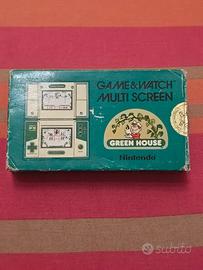 GAME&WATCH
MULTI SCREEN
GREEN HOUSE
Nintendo
subito